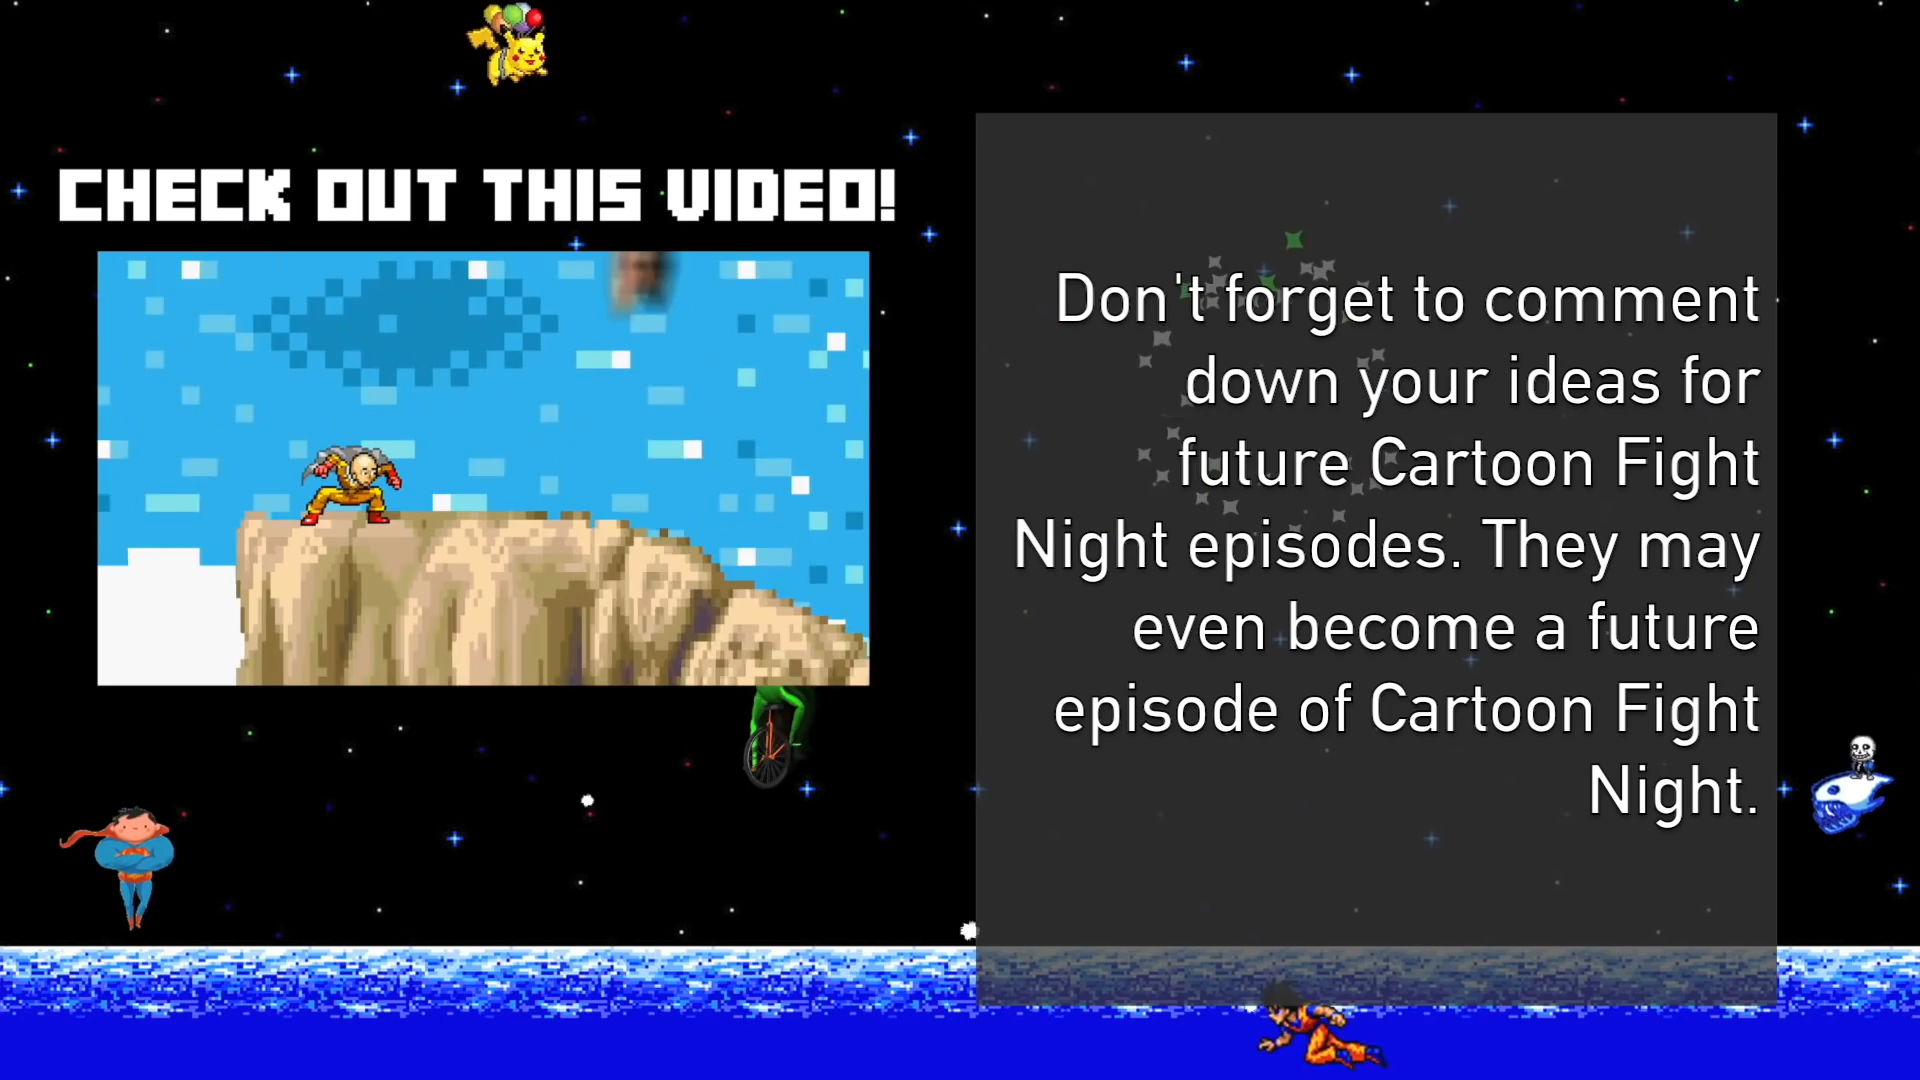 CHECK OUT THIS VIDEO!
Don't forget to comment
down your ideas for
future Cartoon Fight
Night episodes. They may
even become a future
episode of Cartoon Fight
Night.